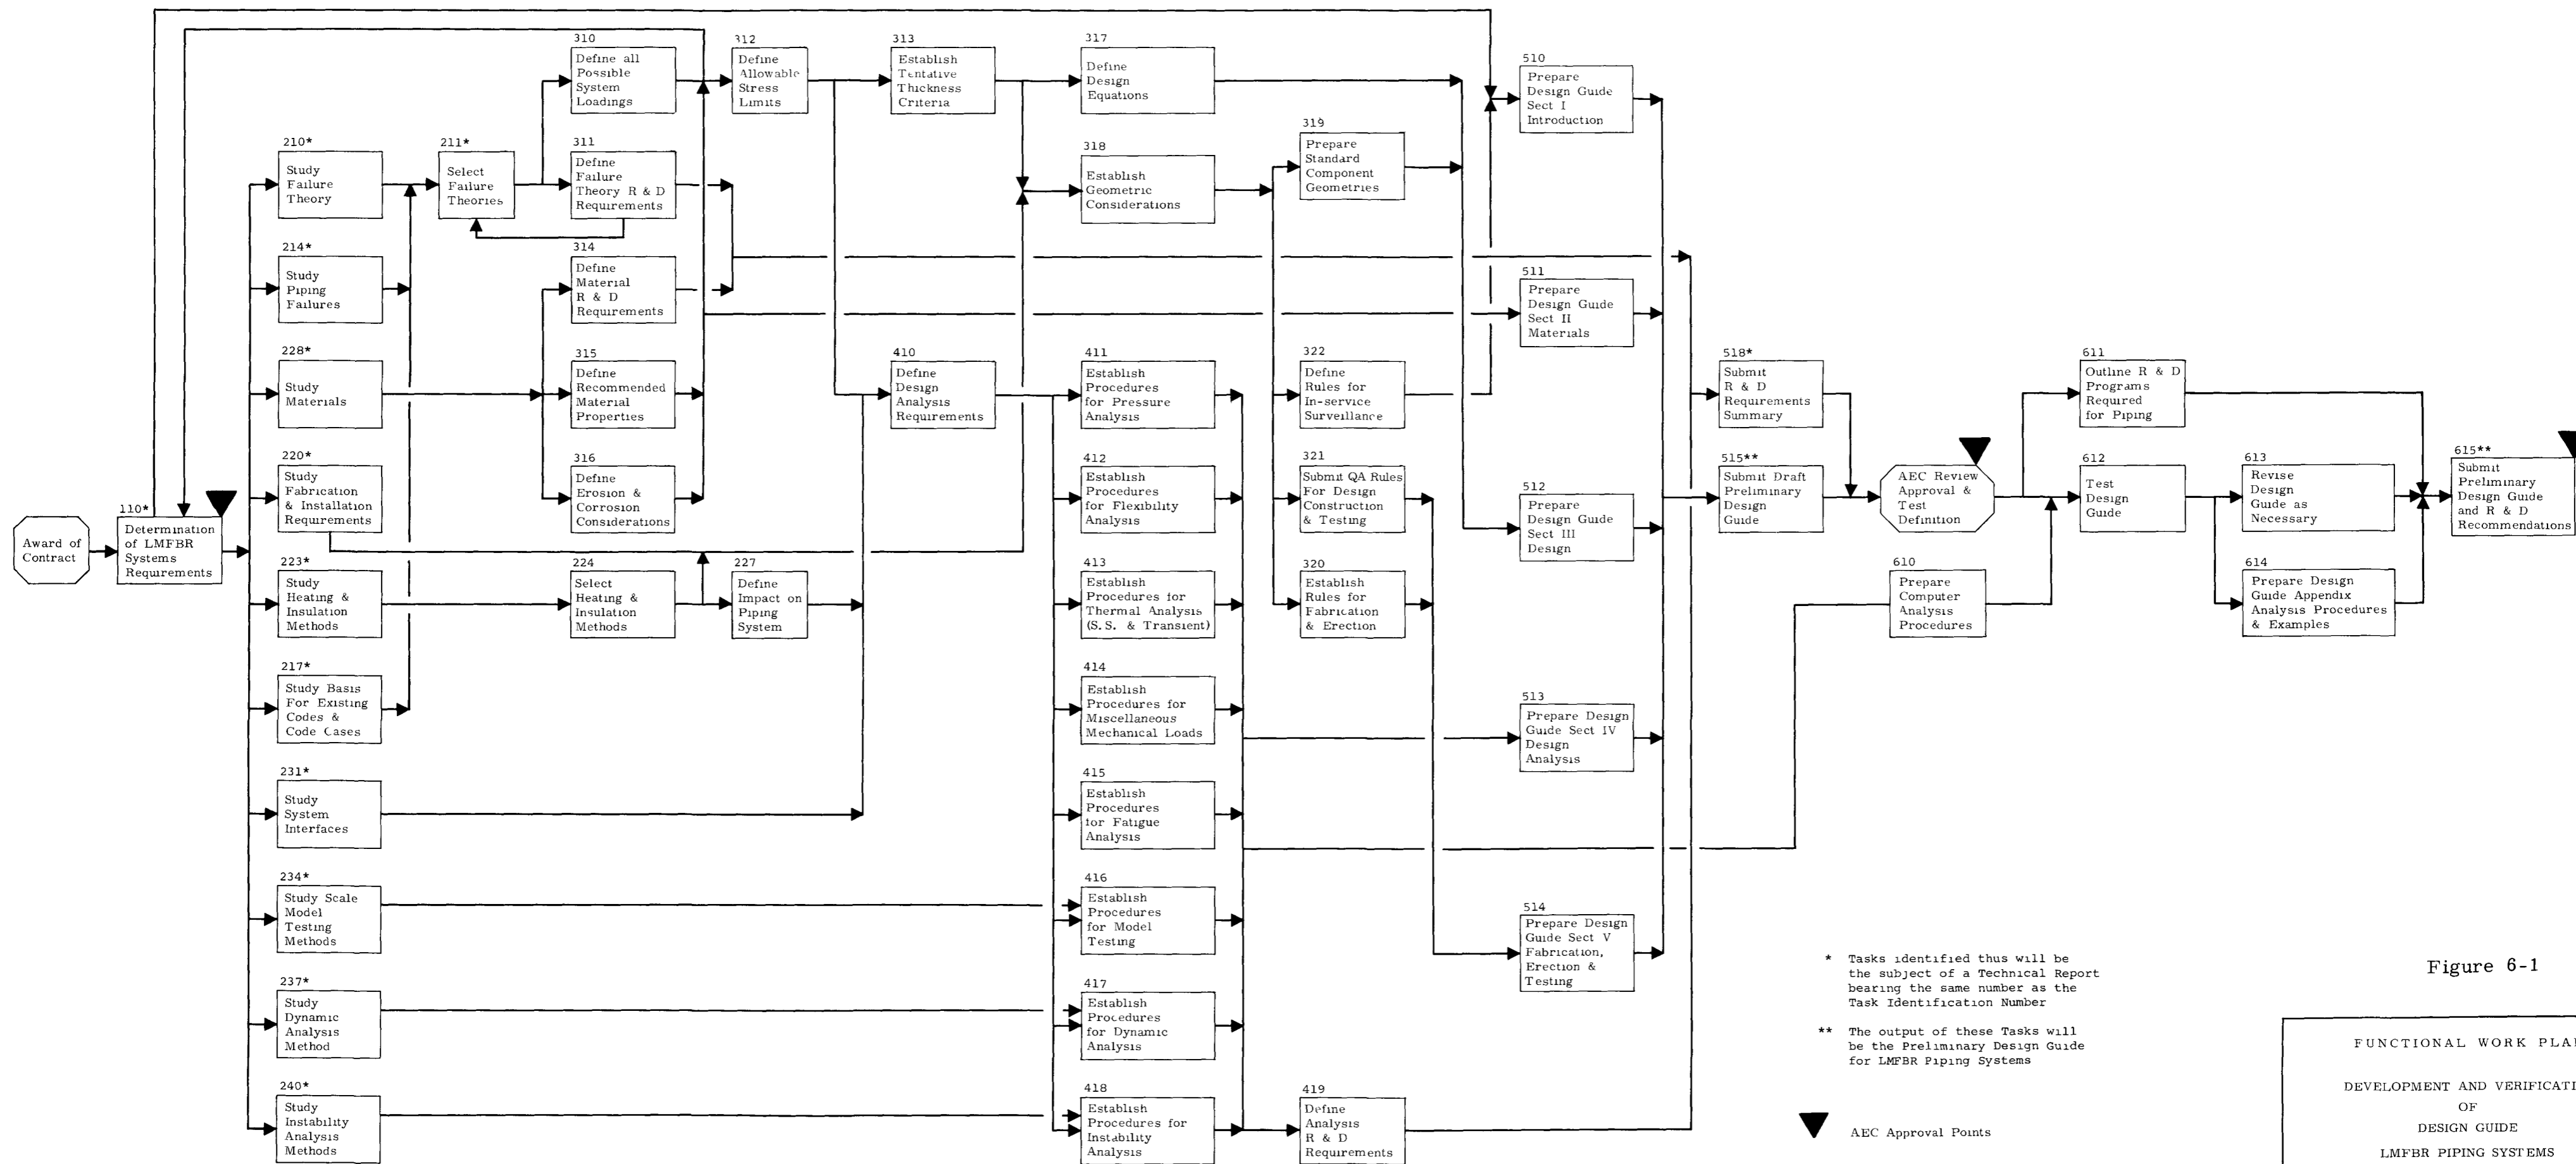 Award of
Contract
110*
Determination
of LMFBR
Systems
Requirements
210*
Study
Failure
Theory
214*
Study
Piping
Failures
228*
Study
Materials
220*
Study
Fabrication
& Installation
Requirements
223*
Study
Heating &
Insulation
Methods
217*
Study Basis
For Existing
Codes &
Code Cases
231*
Study
System
Interfaces
234*
Study Scale
Model
Testing
Methods
237*
Study
Dynamic
Analysis
Method
240*
Study
Instability
Analysis
Methods
211*
Select
Failure
Theories
310
Define all
Possible
System
Loadings
311
Define
Failure
Theory R & D
Requirements
314
Define
Material
R & D
Requirements
315
Define
Recommended
Material
Properties
316
Define
Erosion &
Corrosion
Considerations
224
Select
Heating &
Insulation
Methods
312
Define
Allowable
Stress
Limits
227
Define
Impact on
Piping
System
313
Establish
Tentative
Thickness
Criteria
410
Define
Design
Analysis
Requirements
317
Define
Design
Equations
318
Establish
Geometric
Considerations
411
Establish
Procedures
for Pressure
Analysis
412
Establish
Procedures
for Flexibility
Analysis
413
Establish
Procedures for
Thermal Analysis
(S.S. & Transient)
414
Establish
Procedures for
Miscellaneous
Mechanical Loads
415
Establish
Procedures
for Fatigue
Analysis
416
Establish
Procedures
for Model
Testing
417
Establish
Procedures
for Dynamic
Analysis
418
Establish
Procedures for
Instability
Analysis
319
Prepare
Standard
Component
Geometries
322
Define
Rules for
In-service
Surveillance
321
Submit QA Rules
For Design
Construction
& Testing
320
Establish
Rules for
Fabrication
& Erection
419
Define
Analysis
R & D
Requirements
510
Prepare
Design Guide
Sect I
Introduction
511
Prepare
Design Guide
Sect II
Materials
512
Prepare
Design Guide
Sect III
Design
513
Prepare Design
Guide Sect IV
Design
Analysis
514
Prepare Design
Guide Sect V
Fabrication,
Erection &
Testing
518*
Submit
R & D
Requirements
Summary
515**
Submit Draft
Preliminary
Design
Guide
AEC Review
Approval &
Test
Definition
610
Prepare
Computer
Analysis
Procedures
611
Outline R & D
Programs
Required
for Piping
612
Test
Design
Guide
613
Revise
Design
Guide as
Necessary
614
Prepare Design
Guide Appendix
Analysis Procedures
& Examples
615**
Submit
Preliminary
Design Guide
and R & D
Recommendations
* Tasks identified thus will be
the subject of a Technical Report
bearing the same number as the
Task Identification Number
** The output of these Tasks will
be the Preliminary Design Guide
for LMFBR Piping Systems
AEC Approval Points
Figure 6-1
FUNCTIONAL WORK PLA
DEVELOPMENT AND VERIFICATI
OF
DESIGN GUIDE
LMFBR PIPING SYSTEMS